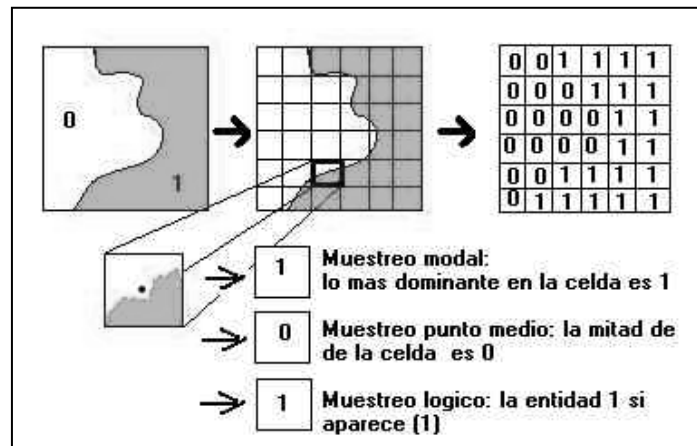 0
1
0 0 1 1 1 1
0 0 0 1 1 1
0 0 0 0 1 1
0 0 0 0 1 1
0 0 1 1 1 1
0 1 1 1 1 1
1 Muestreo modal:
lo mas dominante en la celda es 1
0 Muestreo punto medio: la mitad de
de la celda es 0
1 Muestreo logico: la entidad 1 si
aparece (1)